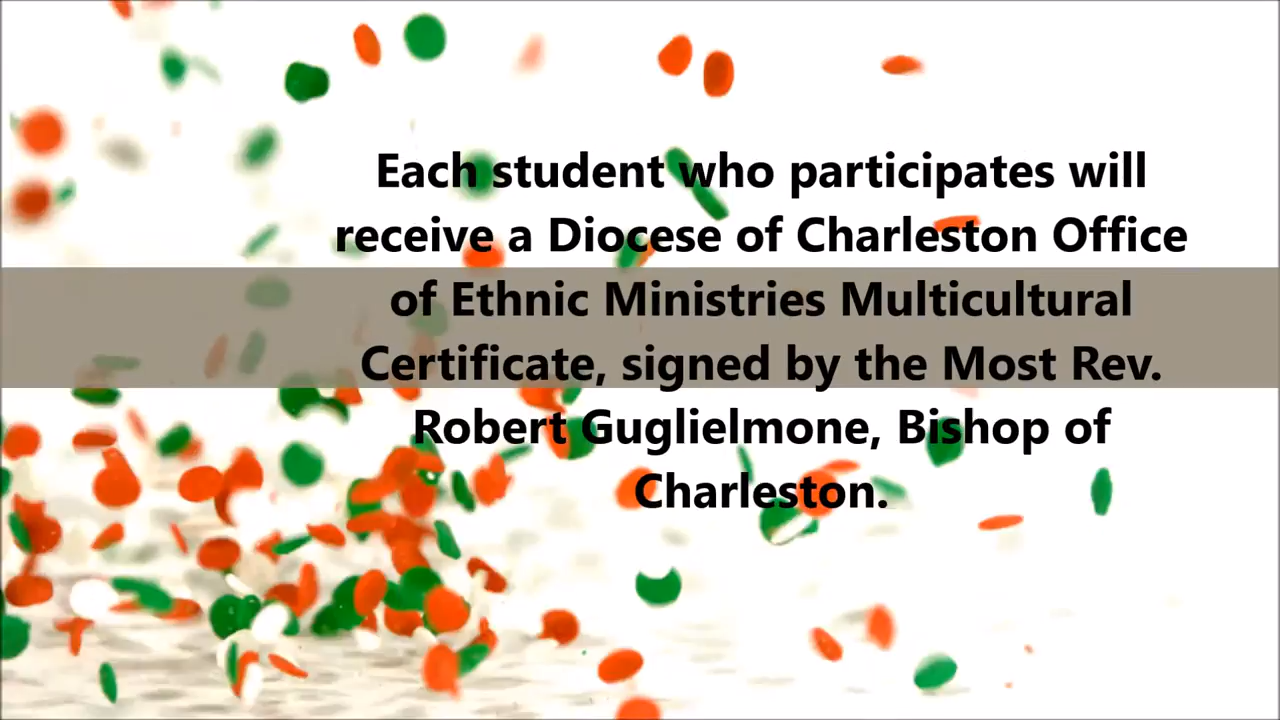 Each student who participates will
receive a Diocese of Charleston Office
of Ethnic Ministries Multicultural
Certificate, signed by the Most Rev.
Robert Guglielmone, Bishop of
Charleston.